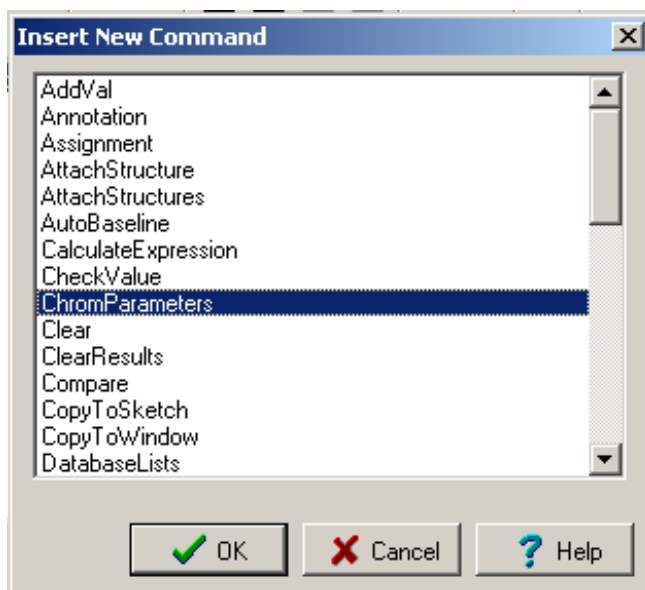 Insert New Command
AddVal
Annotation
Assignment
AttachStructure
AttachStructures
AutoBaseline
CalculateExpression
CheckValue
ChromParameters
Clear
ClearResults
Compare
CopyToSketch
CopyToWindow
DatabaseLists
OK Cancel Help